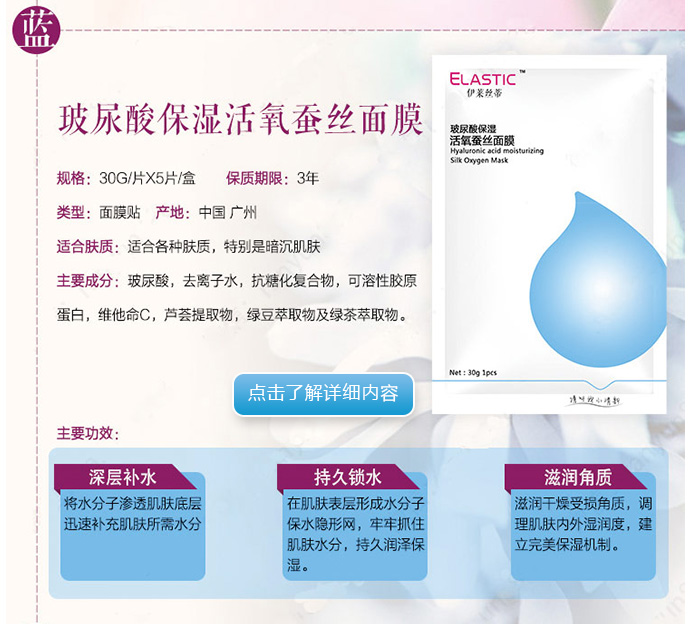 蓝
玻尿酸保湿活氧蚕丝面膜
规格：30G/片X5片/盒 保质期限：3年
类型：面膜贴 产地：中国 广州
适合肤质：适合各种肤质，特别是暗沉肌肤
主要成分：玻尿酸，去离子水，抗糖化复合物，可溶性胶原
蛋白，维他命C，芦荟提取物，绿豆萃取物及绿茶萃取物。
点击了解详细内容
ELASTIC™
伊莱丝蒂
玻尿酸保湿
活氧蚕丝面膜
Hyaluronic acid moisturizing
Silk Oxygen Mask
Net : 30g 1pcs
主要功效：
深层补水
将水分子渗透肌肤底层
迅速补充肌肤所需水分
持久锁水
在肌肤表层形成水分子
保水隐形网，牢牢抓住
肌肤水分，持久润泽保
湿。
滋润角质
滋润干燥受损角质，调
理肌肤内外湿润度，建
立完美保湿机制。